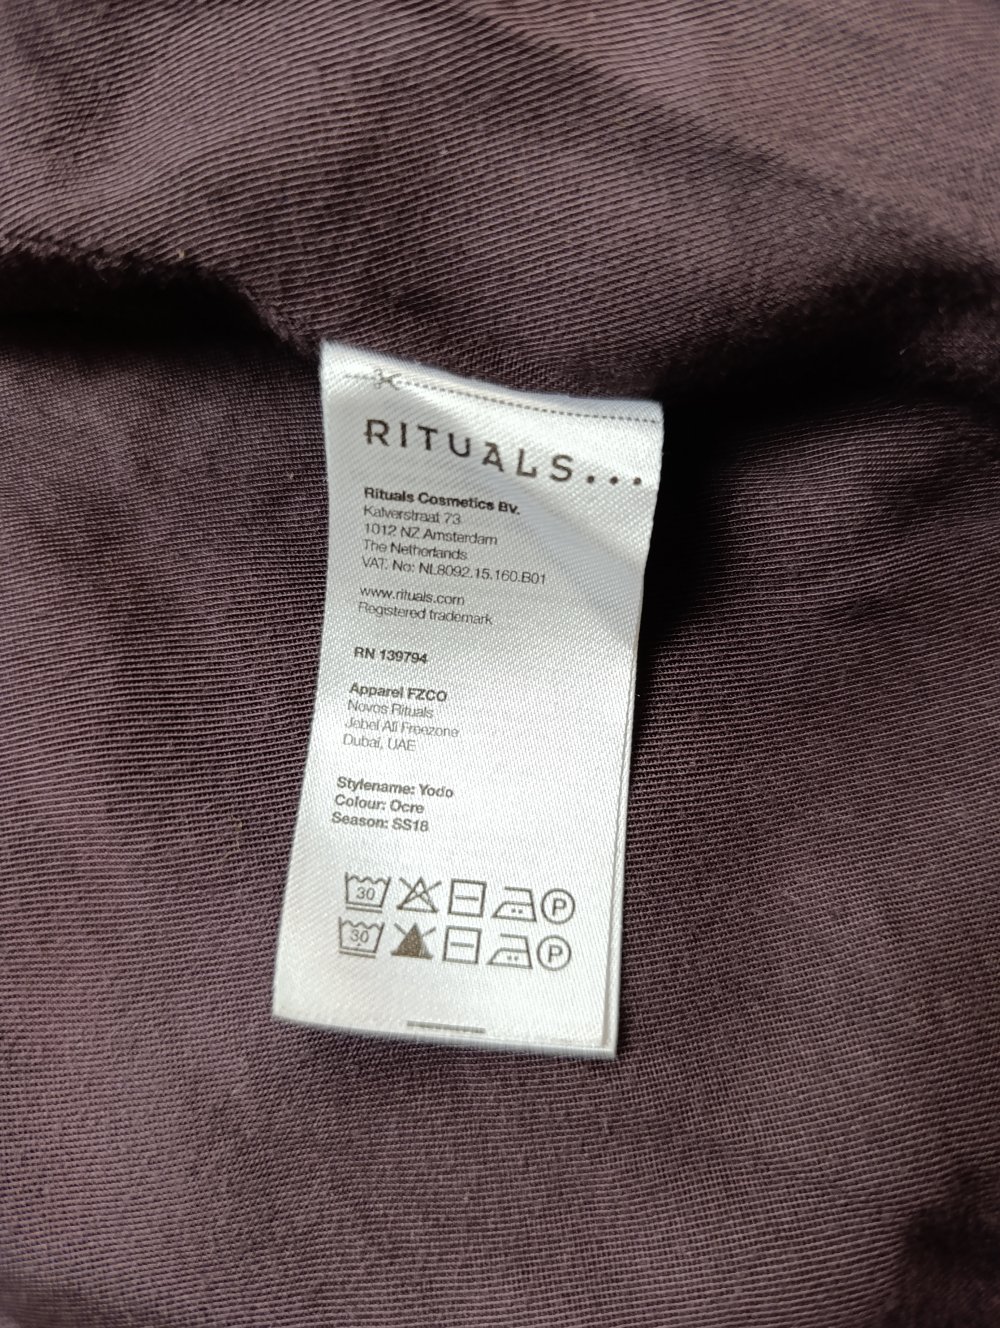 RITUALS...
Rituals Cosmetics Bv.
Kalverstraat 73
1012 NZ Amsterdam
The Netherlands
VAT. No: NL8092.15.160.B01
www.rituals.com
Registered trademark
RN 139794
Apparel FZCO
Novos Rituals
Jebel Ali Freezone
Dubai, UAE
Stylename: Yodo
Colour: Ocre
Season: SS18
30 P
30 P